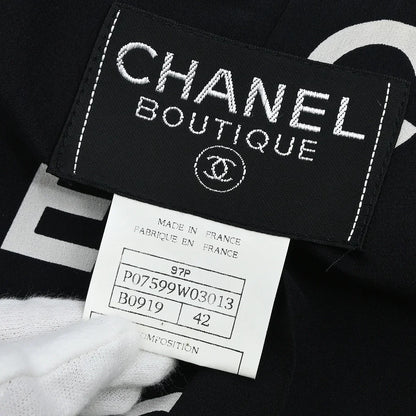 CHANEL
BOUTIQUE
MADE IN FRANCE
FABRIQUE EN FRANCE
97P
P07599W03013
B0919 42
COMPOSITION